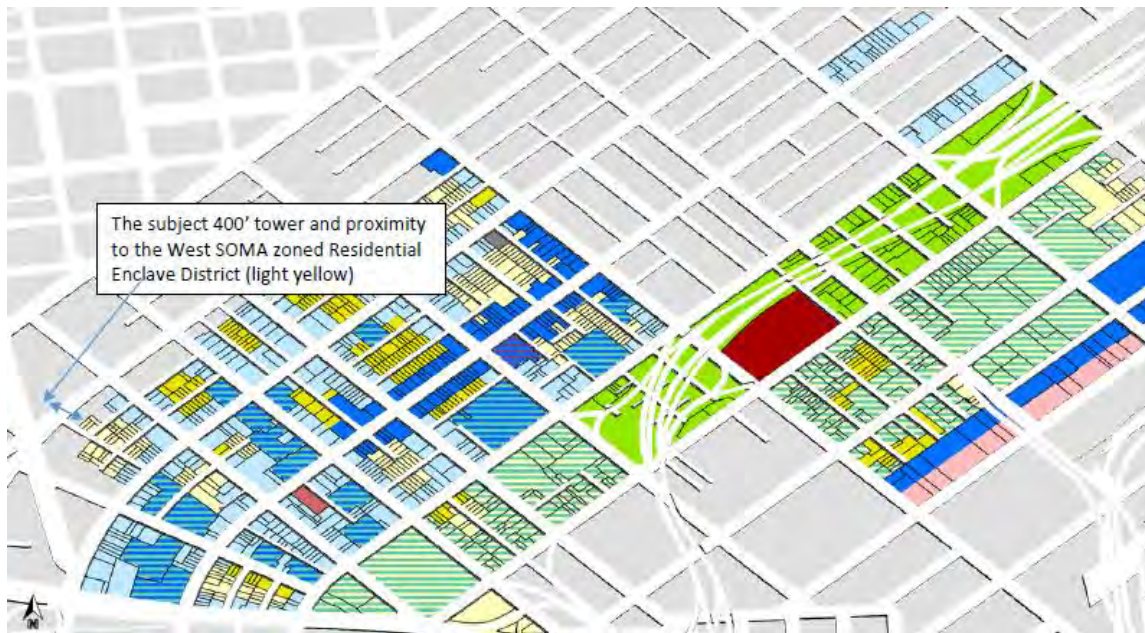 The subject 400’ tower and proximity
to the West SOMA zoned Residential
Enclave District (light yellow)
N